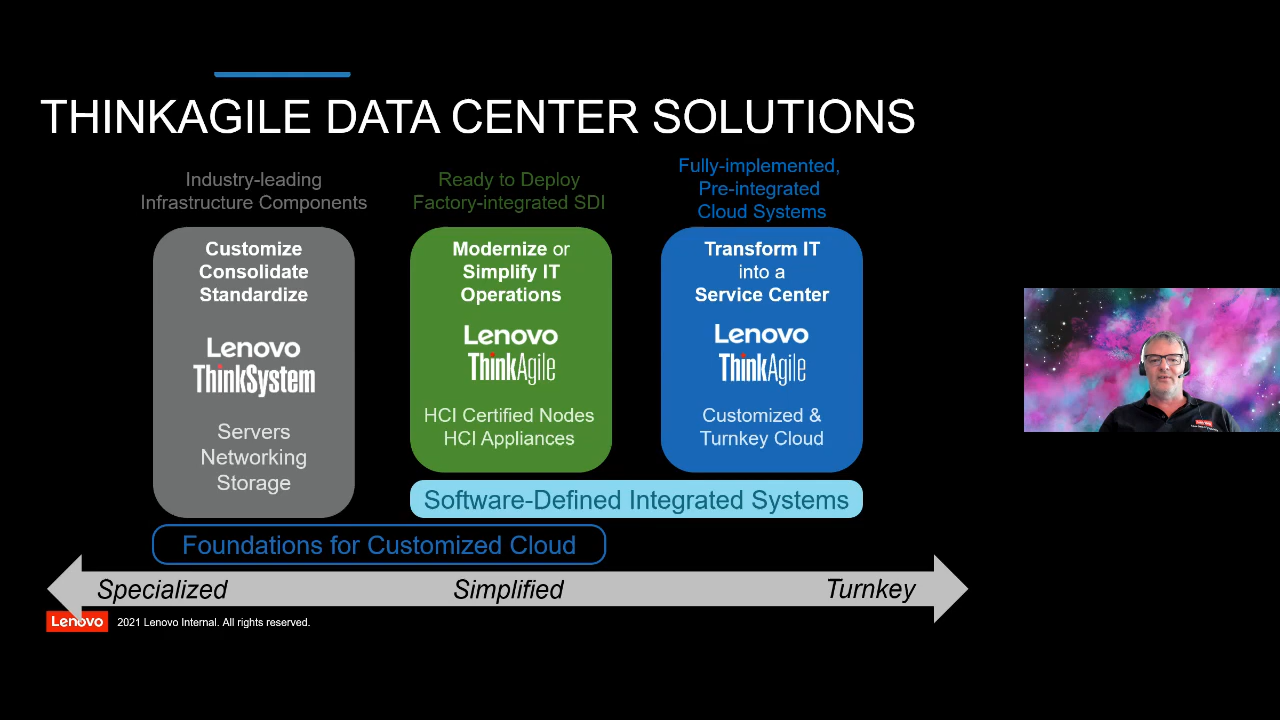 THINKAGILE DATA CENTER SOLUTIONS
Industry-leading
Infrastructure Components
Customize
Consolidate
Standardize
Lenovo
ThinkSystem
Servers
Networking
Storage
Ready to Deploy
Factory-integrated SDI
Modernize or
Simplify IT
Operations
Lenovo
ThinkAgile
HCI Certified Nodes
HCI Appliances
Fully-implemented,
Pre-integrated
Cloud Systems
Transform IT
into a
Service Center
Lenovo
ThinkAgile
Customized &
Turnkey Cloud
Software-Defined Integrated Systems
Foundations for Customized Cloud
Specialized
Simplified
Turnkey
Lenovo
2021 Lenovo Internal. All rights reserved.